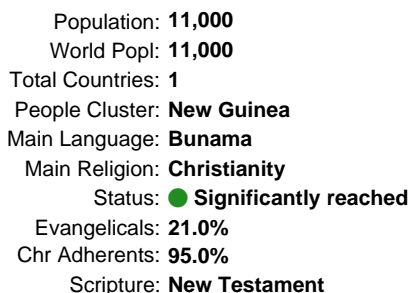 Population: 11,000
World Popl: 11,000
Total Countries: 1
People Cluster: New Guinea
Main Language: Bunama
Main Religion: Christianity
Status: Significantly reached
Evangelicals: 21.0%
Chr Adherents: 95.0%
Scripture: New Testament